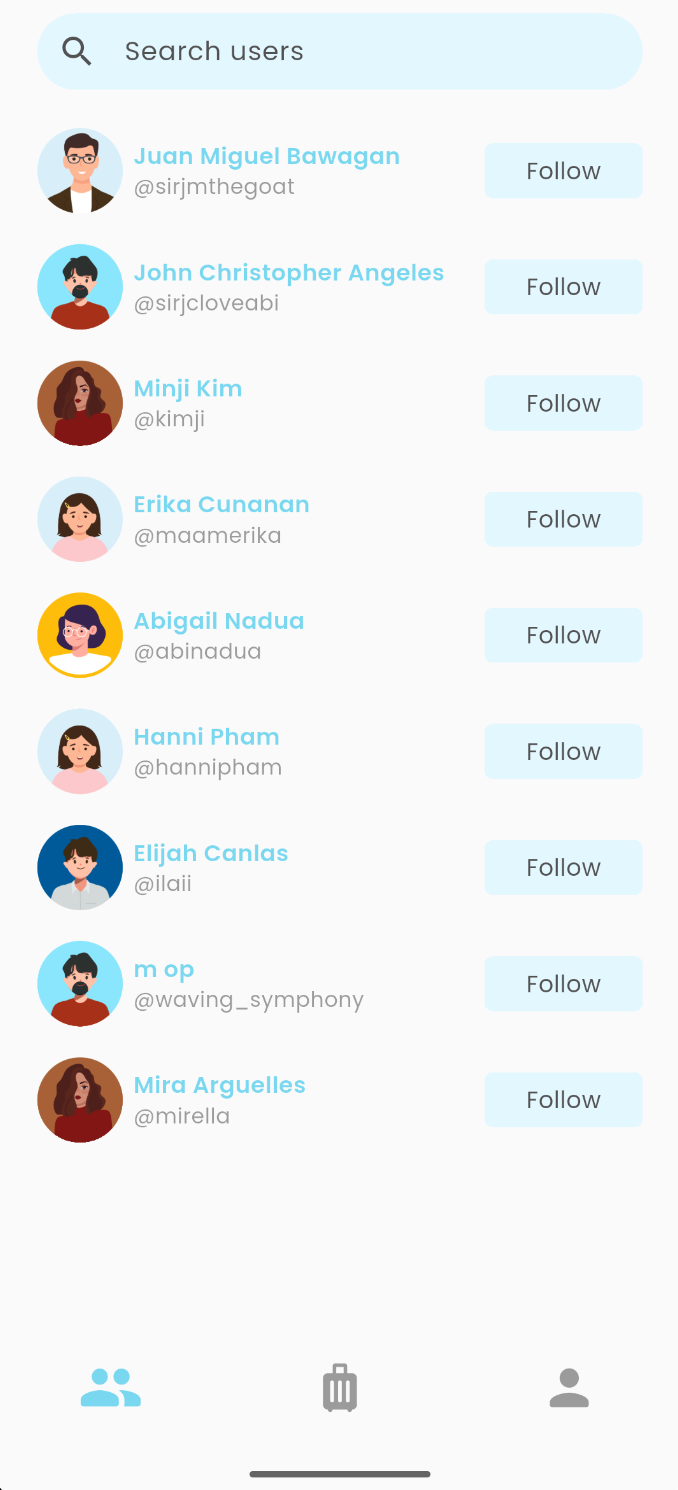 Search users
Juan Miguel Bawagan
@sirjmthegoat
Follow
John Christopher Angeles
@sirjcloveabi
Follow
Minji Kim
@kimji
Follow
Erika Cunanan
@maamerika
Follow
Abigail Nadua
@abinadua
Follow
Hanni Pham
@hannipham
Follow
Elijah Canlas
@ilaii
Follow
m op
@waving_symphony
Follow
Mira Arguelles
@mirella
Follow